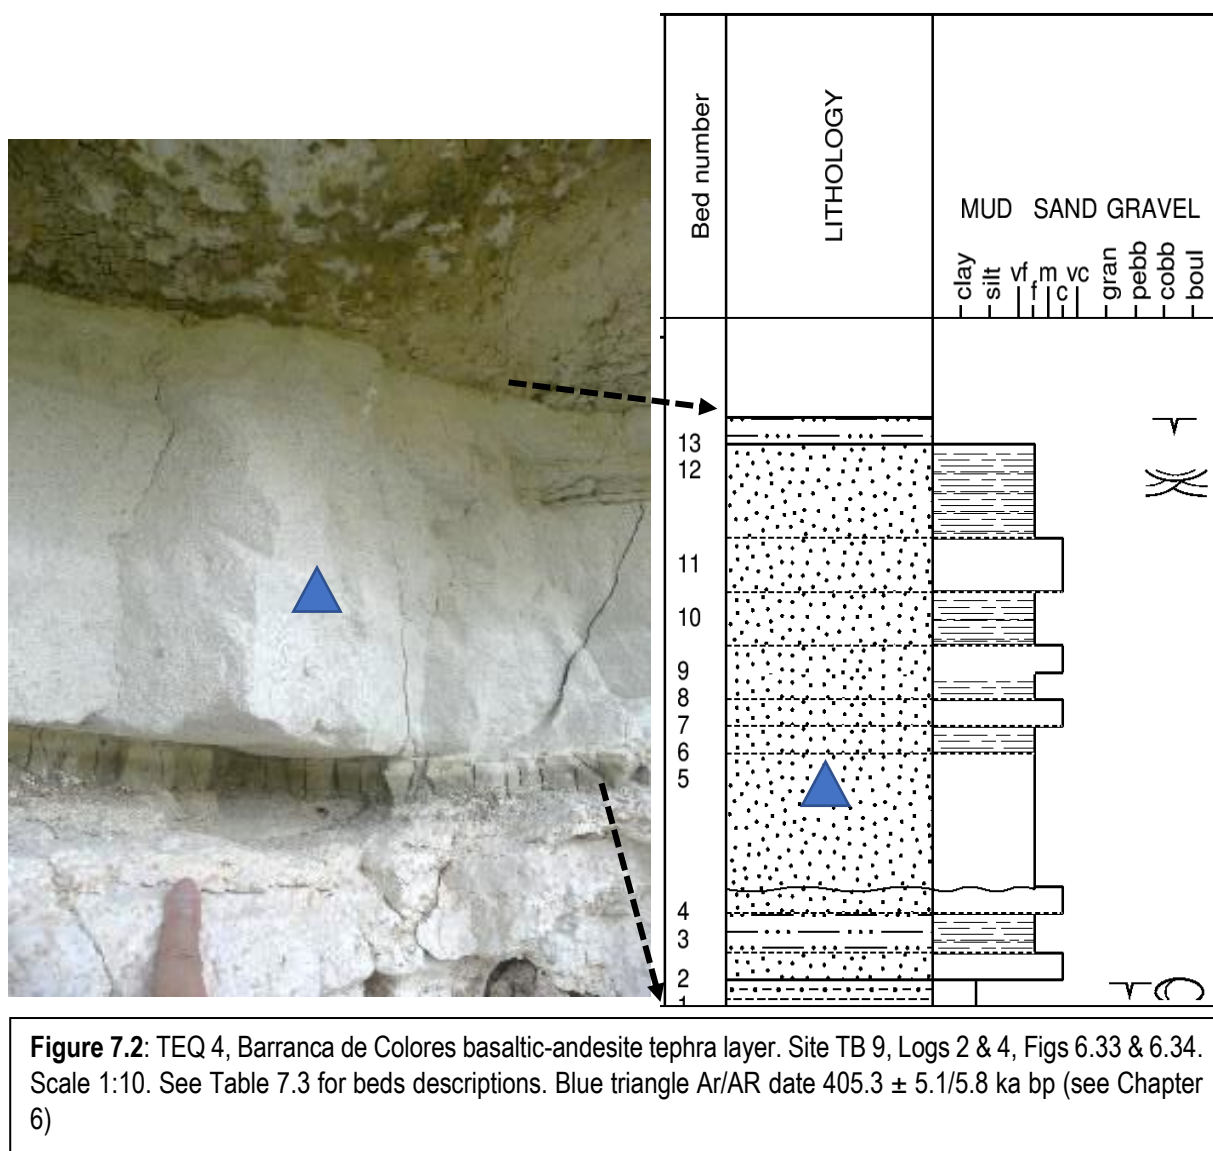 Bed number
LITHOLOGY
MUD SAND GRAVEL
clay
silt
vf
f
m
c
vc
gran
pebb
cobb
boul
13
12
11
10
9
8
7
6
5
4
3
2
1
Figure 7.2: TEQ 4, Barranca de Colores basaltic-andesite tephra layer. Site TB 9, Logs 2 & 4, Figs 6.33 & 6.34.
Scale 1:10. See Table 7.3 for beds descriptions. Blue triangle Ar/AR date 405.3 ± 5.1/5.8 ka bp (see Chapter
6)